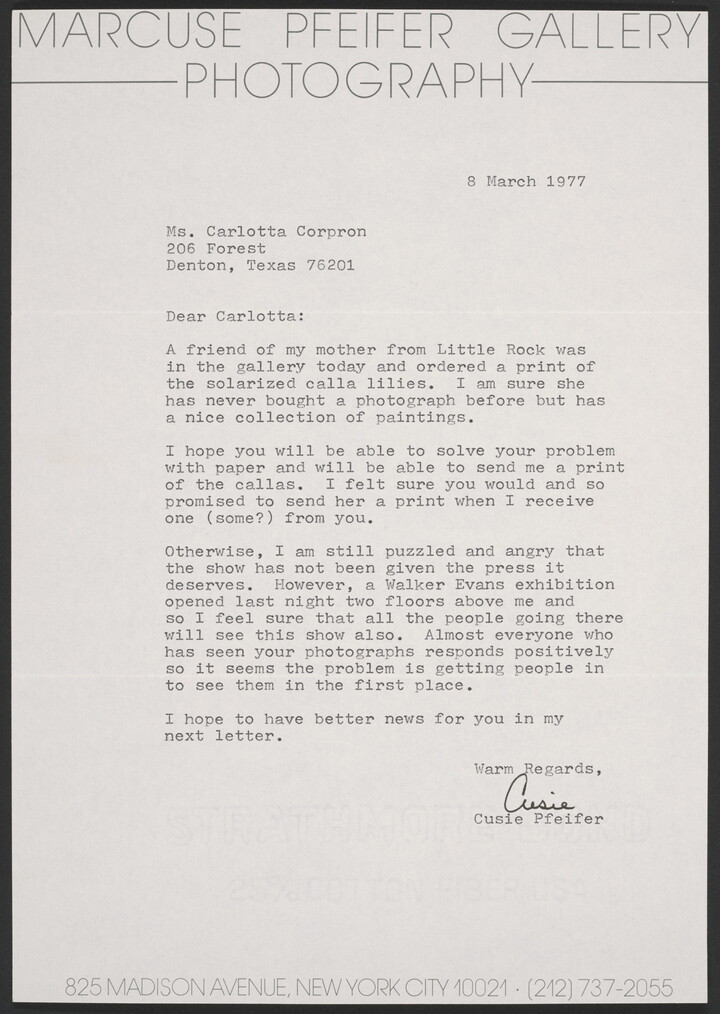 MARCUSE PFEIFER GALLERY
PHOTOGRAPHY
8 March 1977
Ms. Carlotta Corpron
206 Forest
Denton, Texas 76201
Dear Carlotta:
A friend of my mother from Little Rock was
in the gallery today and ordered a print of
the solarized calla lilies. I am sure she
has never bought a photograph before but has
a nice collection of paintings.
I hope you will be able to solve your problem
with paper and will be able to send me a print
of the callas. I felt sure you would and so
promised to send her a print when I receive
one (some?) from you.
Otherwise, I am still puzzled and angry that
the show has not been given the press it
deserves. However, a Walker Evans exhibition
opened last night two floors above me and
so I feel sure that all the people going there
will see this show also. Almost everyone who
has seen your photographs responds positively
so it seems the problem is getting people in
to see them in the first place.
I hope to have better news for you in my
next letter.
Warm Regards,
Cusie
Cusie Pfeifer
825 MADISON AVENUE, NEW YORK CITY 10021 · (212) 737-2055